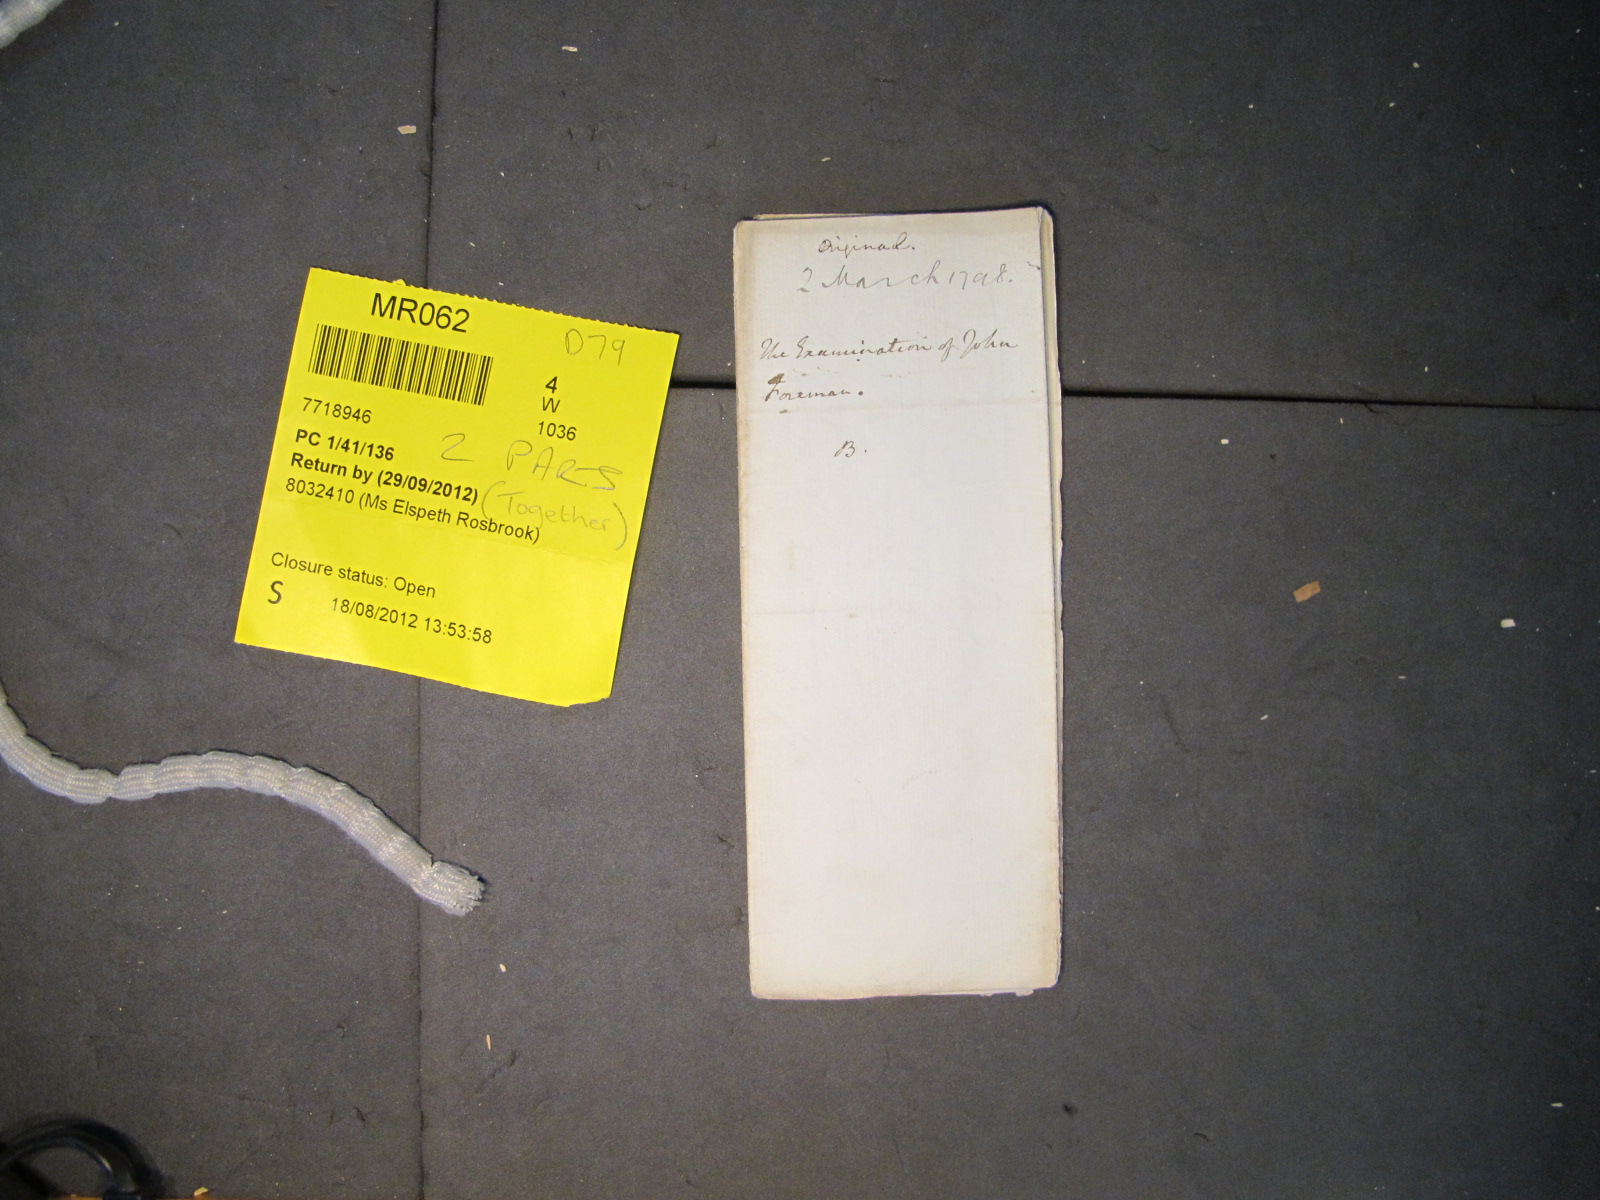 MR062
D79
4
W
1036
7718946
PC 1/41/136
2 PARTS
Return by (29/09/2012)
(Together)
8032410 (Ms Elspeth Rosbrook)
Closure status: Open
S
18/08/2012 13:53:58
Original.
2 March 1798.
The Examination of John
Foreman.
B.